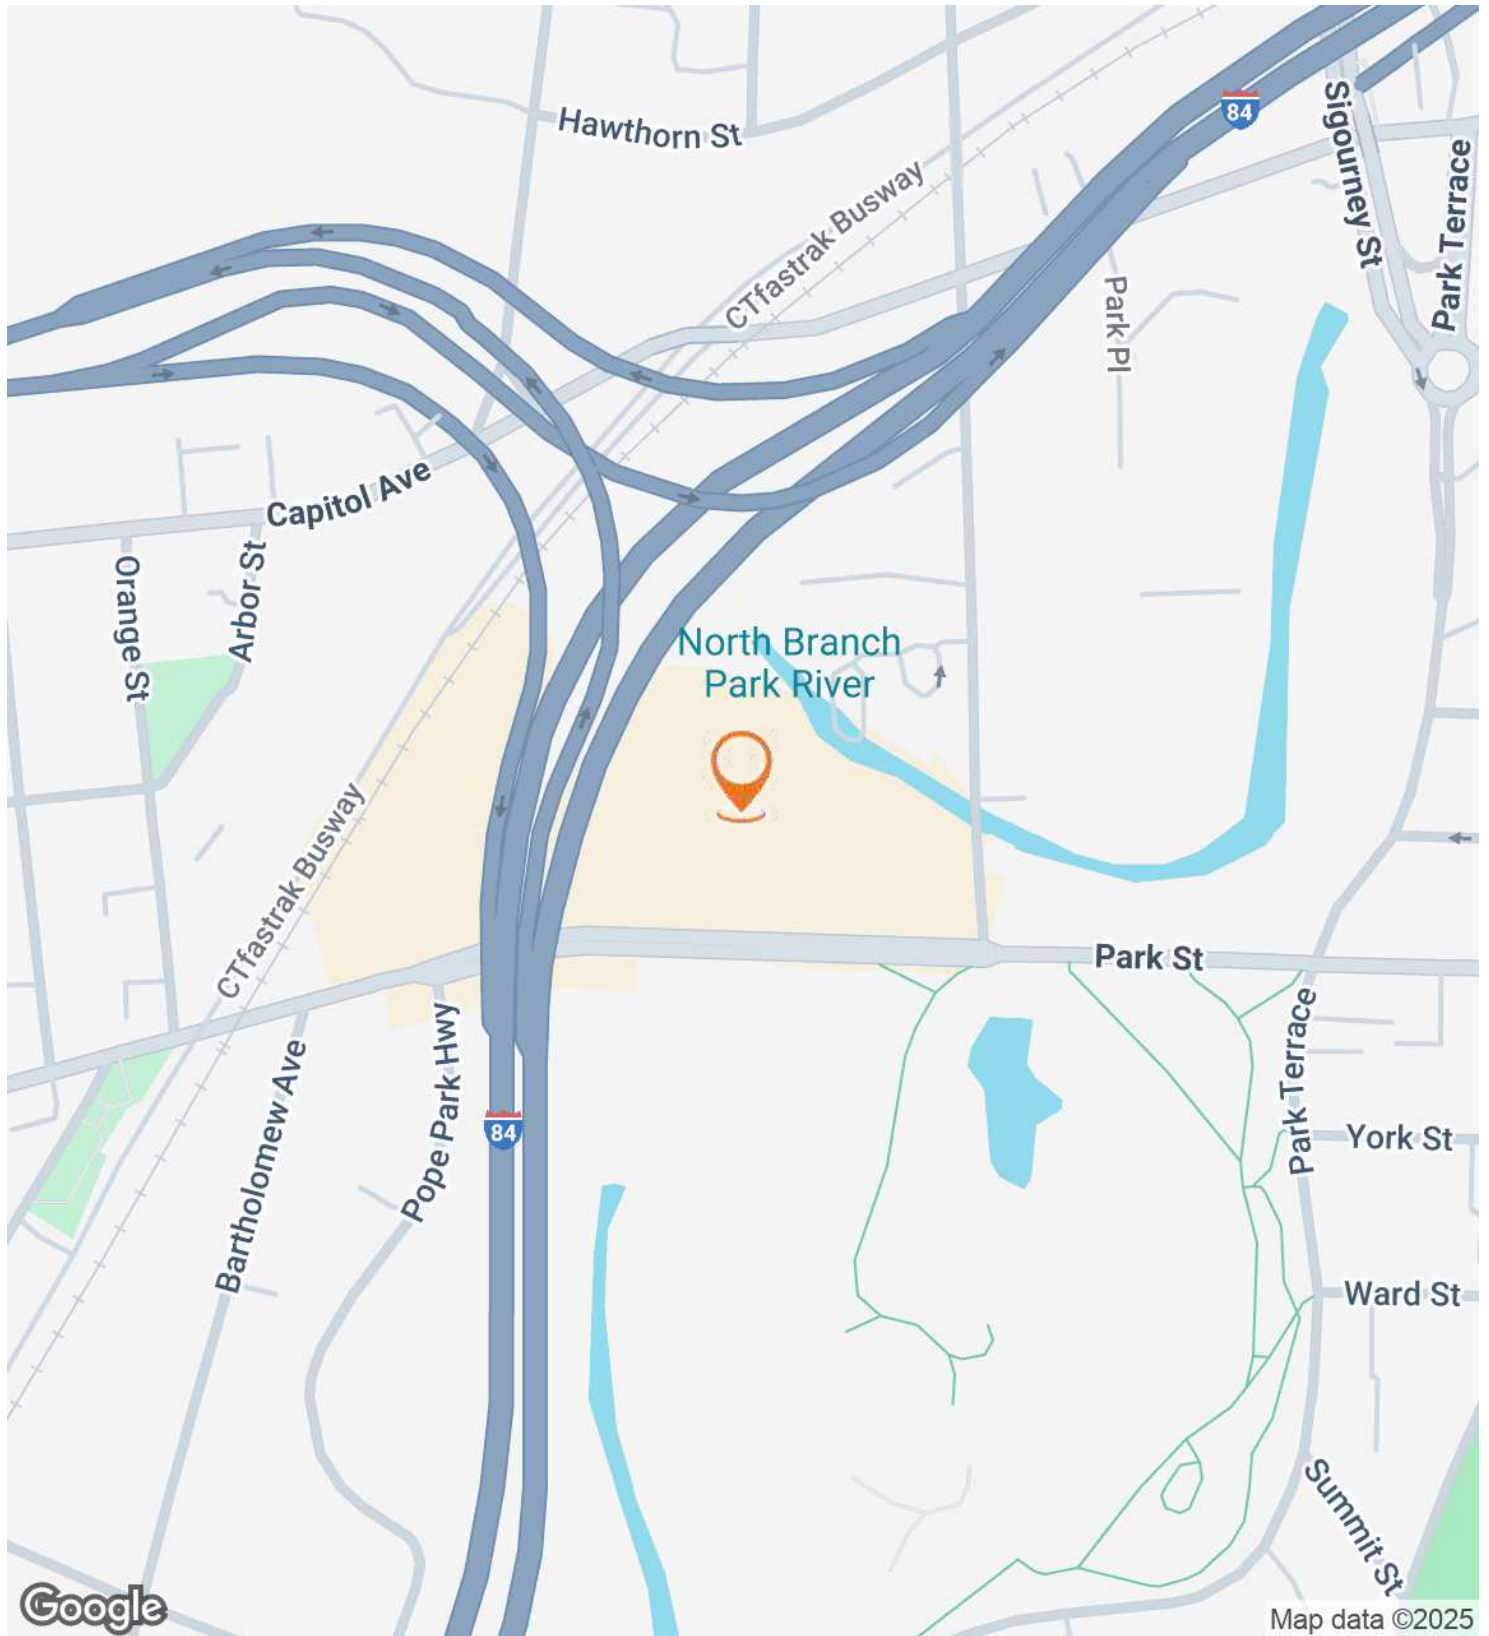 84
Hawthorn St
Sigourney St
Park Terrace
CTfastrak Busway
Park Pl
Capitol Ave
Orange St
Arbor St
North Branch
Park River
CTfastrak Busway
Park St
Pope Park Hwy
Park Terrace
Bartholomew Ave
84
York St
Ward St
Summit St
Google
Map data ©2025